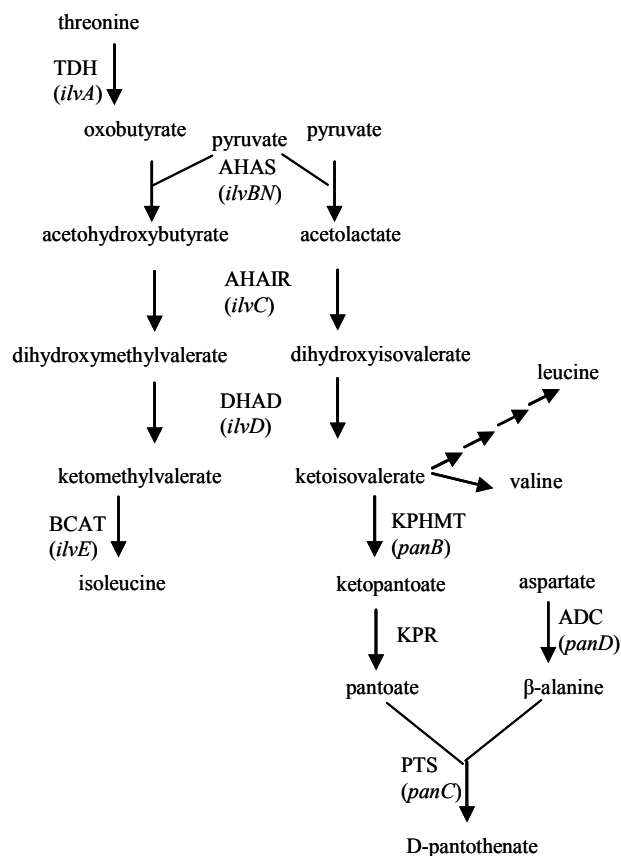 threonine
TDH
(ilvA)
oxobutyrate
pyruvate
pyruvate
AHAS
(ilvBN)
acetohydroxybutyrate
acetolactate
AHAIR
(ilvC)
dihydroxymethylvalerate
dihydroxyisovalerate
leucine
DHAD
(ilvD)
ketomethylvalerate
ketoisovalerate
valine
BCAT
(ilvE)
KPHMT
(panB)
isoleucine
ketopantoate
aspartate
KPR
ADC
(panD)
pantoate
β-alanine
PTS
(panC)
D-pantothenate